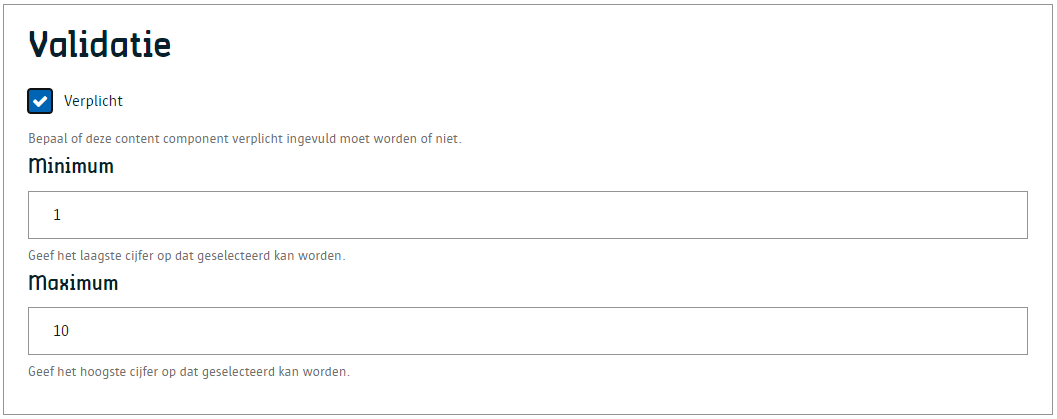 Validatie
Verplicht
Bepaal of deze content component verplicht ingevuld moet worden of niet.
Minimum
1
Geef het laagste cijfer op dat geselecteerd kan worden.
Maximum
10
Geef het hoogste cijfer op dat geselecteerd kan worden.